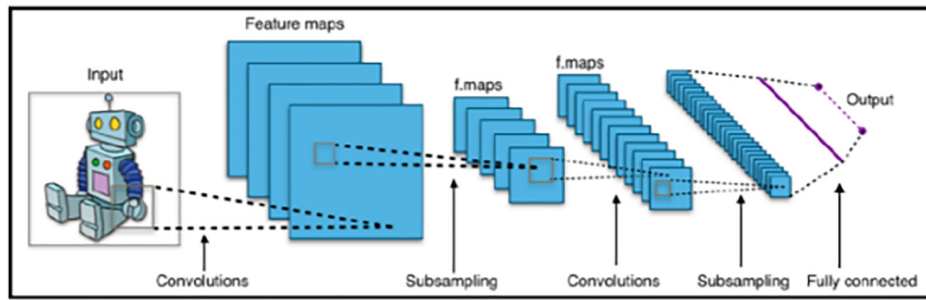 Feature maps
Input
f.maps
f.maps
Output
Convolutions
Subsampling
Convolutions
Subsampling
Fully connected